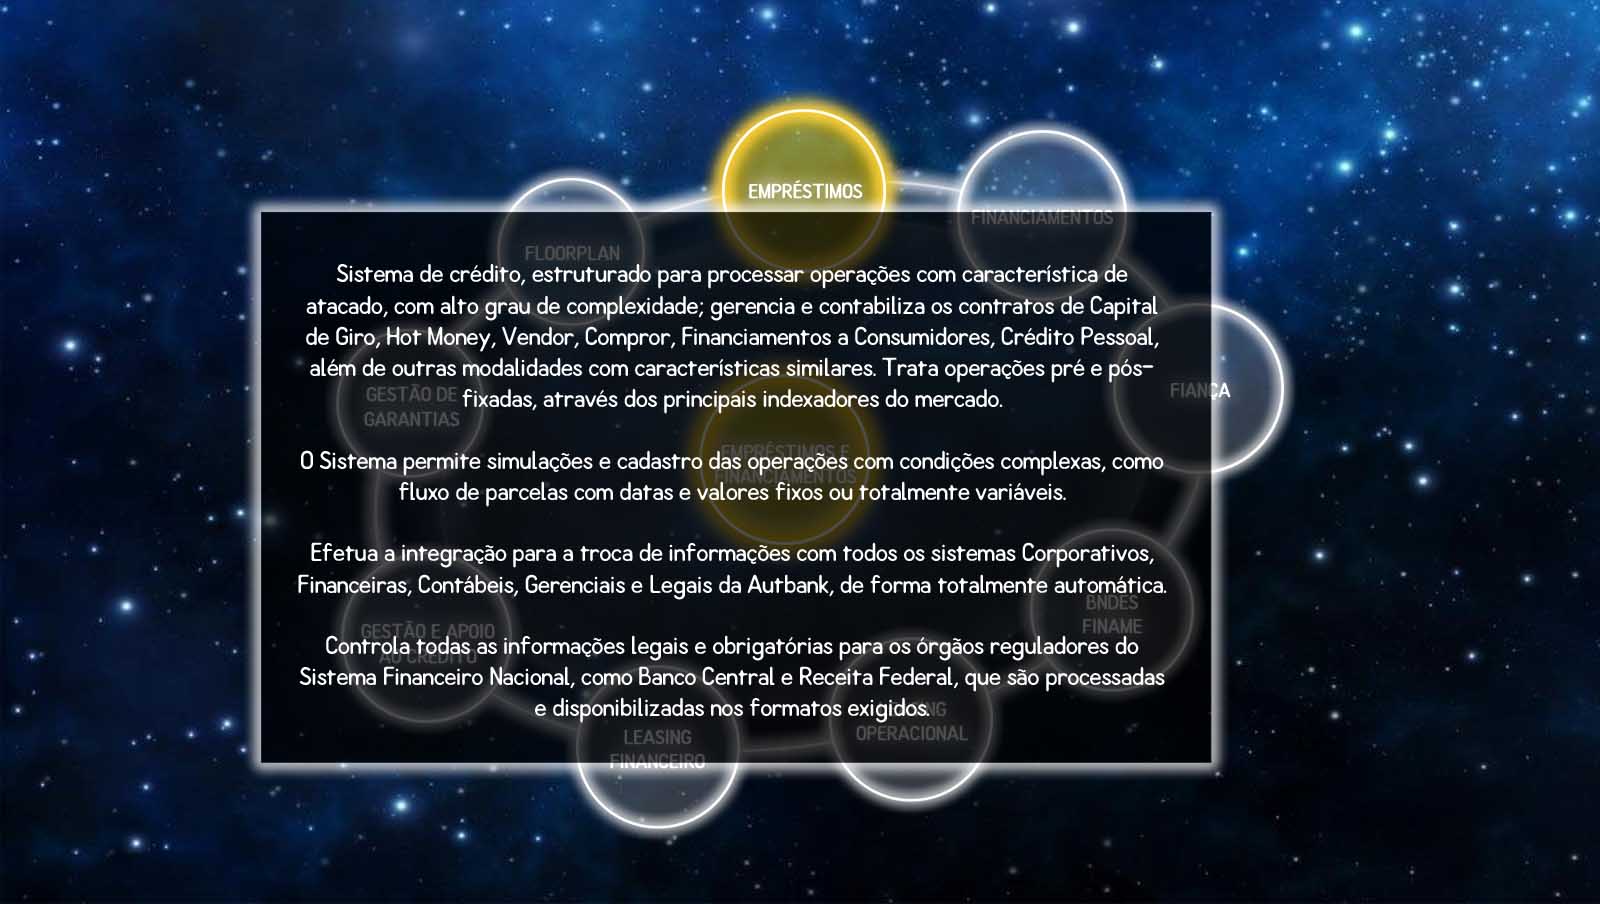 EMPRÉSTIMOS
FINANCIAMENTOS
FLOORPLAN
Sistema de crédito, estruturado para processar operações com característica de
atacado, com alto grau de complexidade; gerencia e contabiliza os contratos de Capital
de Giro, Hot Money, Vendor, Compror, Financiamentos a Consumidores, Crédito Pessoal,
além de outras modalidades com características similares. Trata operações pré e pós-
fixadas, através dos principais indexadores do mercado.
FIANÇA
GESTÃO DE
GARANTIAS
EMPRÉSTIMOS E
FINANCIAMENTOS
O Sistema permite simulações e cadastro das operações com condições complexas, como
fluxo de parcelas com datas e valores fixos ou totalmente variáveis.
Efetua a integração para a troca de informações com todos os sistemas Corporativos,
Financeiras, Contábeis, Gerenciais e Legais da Autbank, de forma totalmente automática.
BNDES
FINAME
GESTÃO E APOIO
AO CRÉDITO
Controla todas as informações legais e obrigatórias para os órgãos reguladores do
Sistema Financeiro Nacional, como Banco Central e Receita Federal, que são processadas
e disponibilizadas nos formatos exigidos.
OPERACIONAL
LEASING
FINANCEIRO